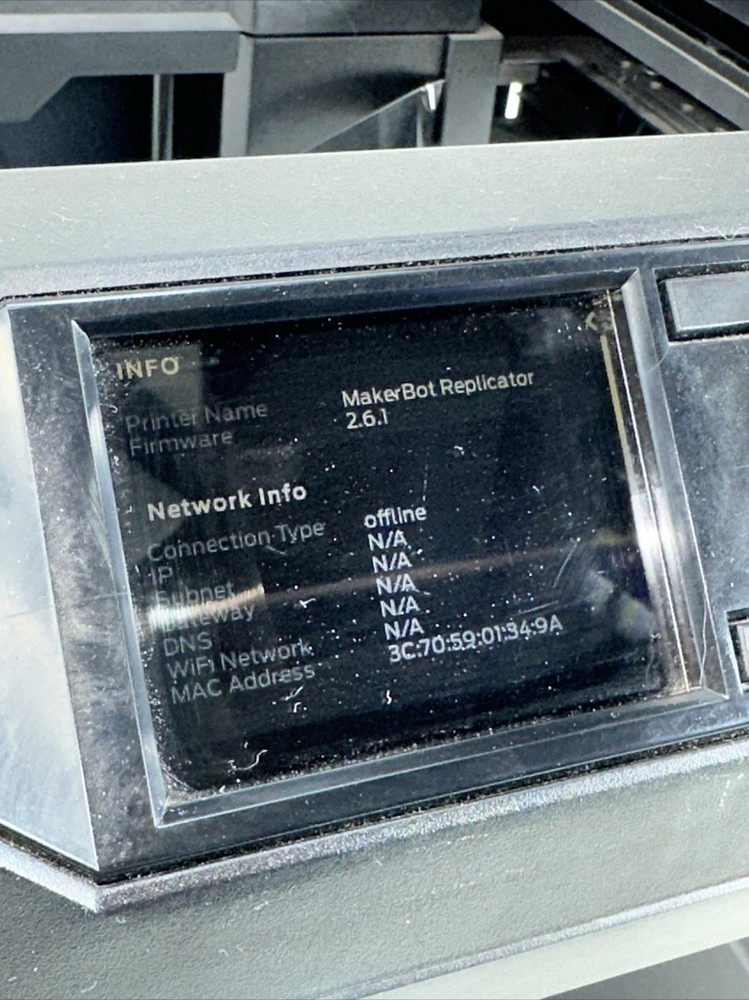 INFO
Printer Name MakerBot Replicator
Firmware 2.6.1
Network Info
Connection Type offline
IP N/A
Subnet N/A
Gateway N/A
DNS N/A
WiFi Network N/A
MAC Address 3C:70:59:01:34:9A